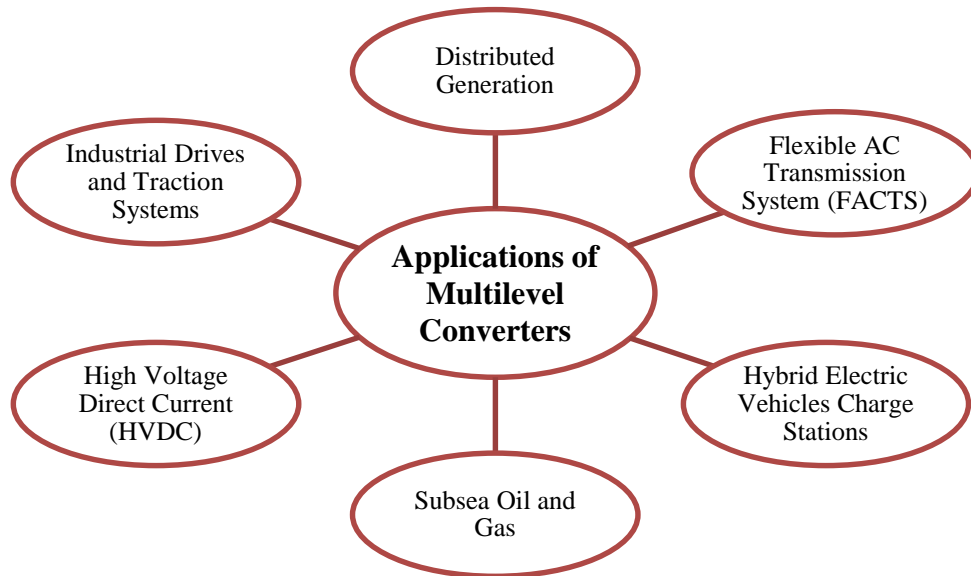 Distributed
Generation
Industrial Drives
and Traction
Systems
Flexible AC
Transmission
System (FACTS)
Applications of
Multilevel
Converters
High Voltage
Direct Current
(HVDC)
Hybrid Electric
Vehicles Charge
Stations
Subsea Oil and
Gas